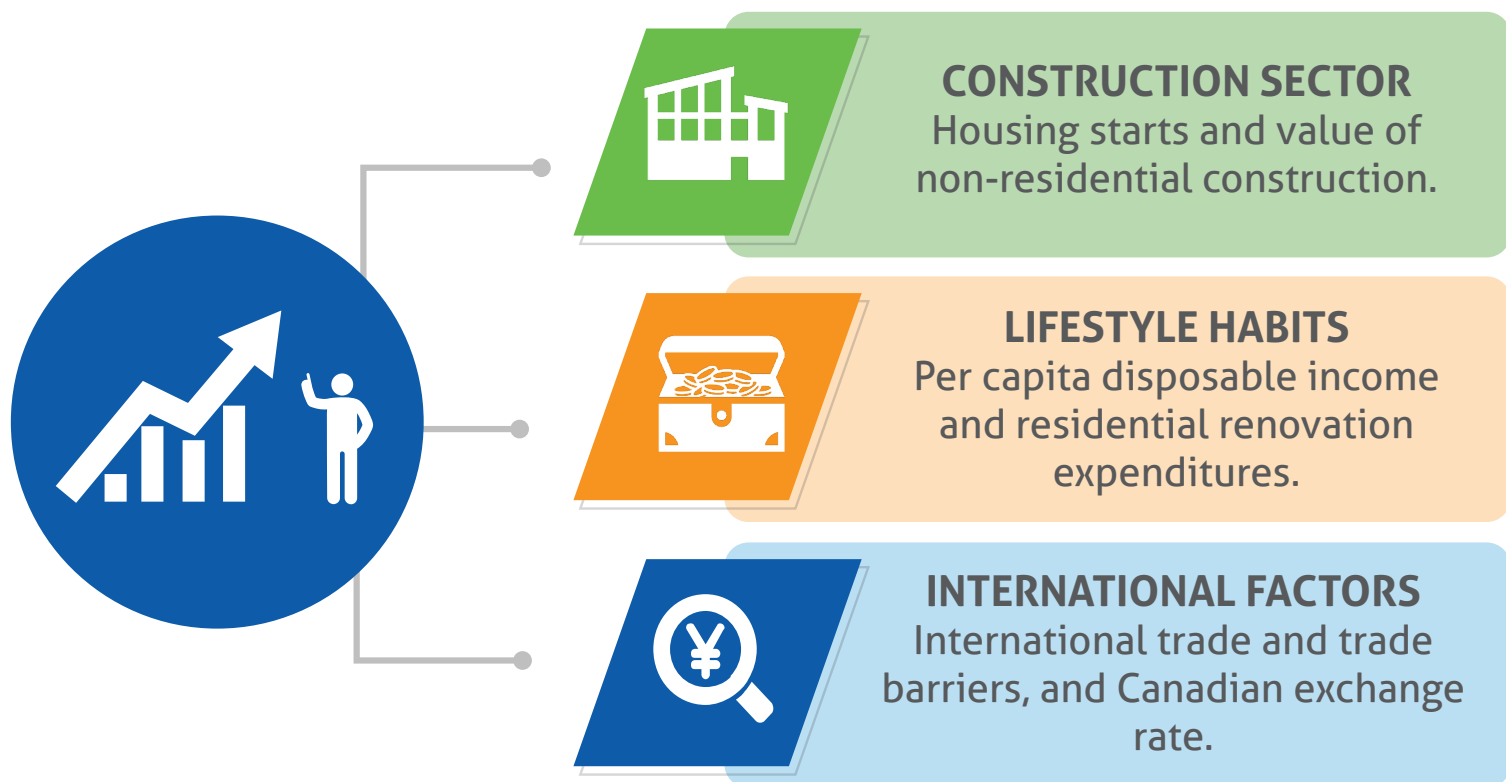 CONSTRUCTION SECTOR
Housing starts and value of
non-residential construction.
LIFESTYLE HABITS
Per capita disposable income
and residential renovation
expenditures.
¥
INTERNATIONAL FACTORS
International trade and trade
barriers, and Canadian exchange
rate.